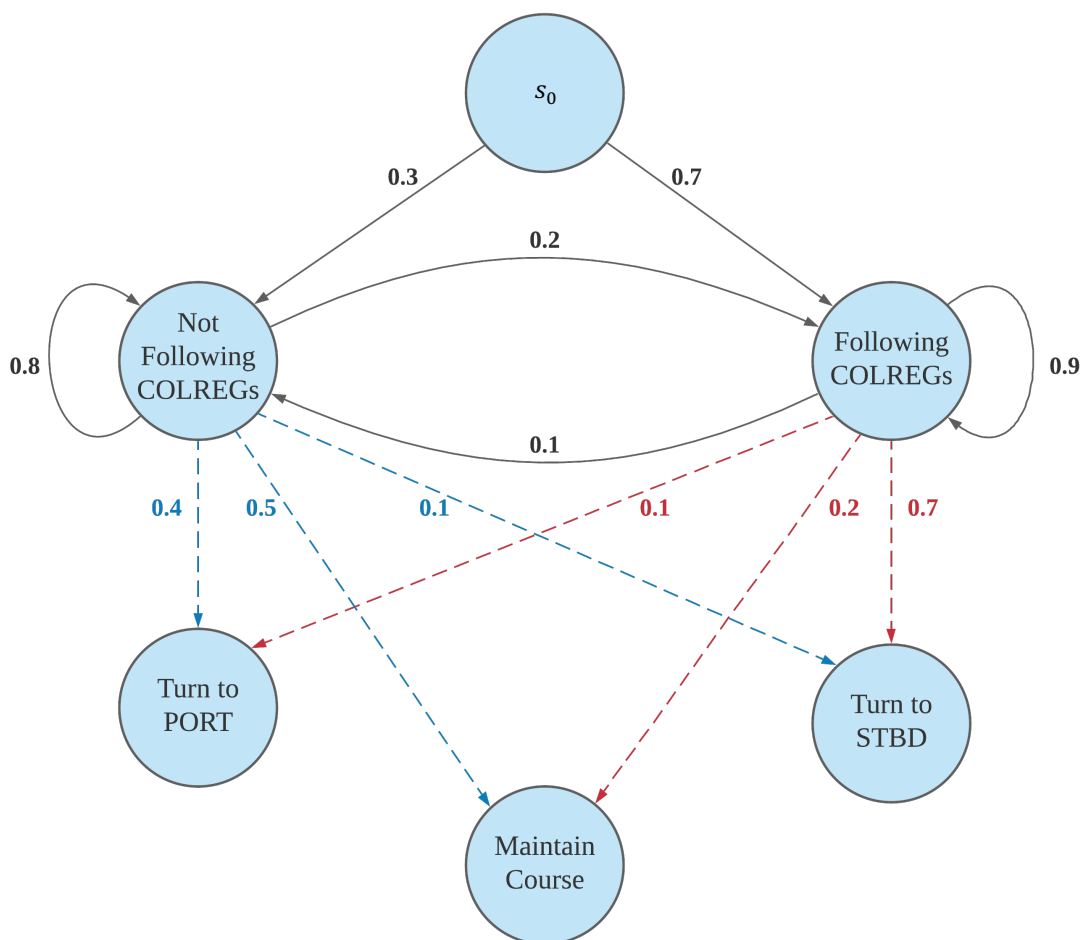 s0
0.3
0.7
0.2
Not
Following
COLREGs
Following
COLREGs
0.8
0.9
0.1
0.4
0.5
0.1
0.1
0.2
0.7
Turn to
PORT
Turn to
STBD
Maintain
Course